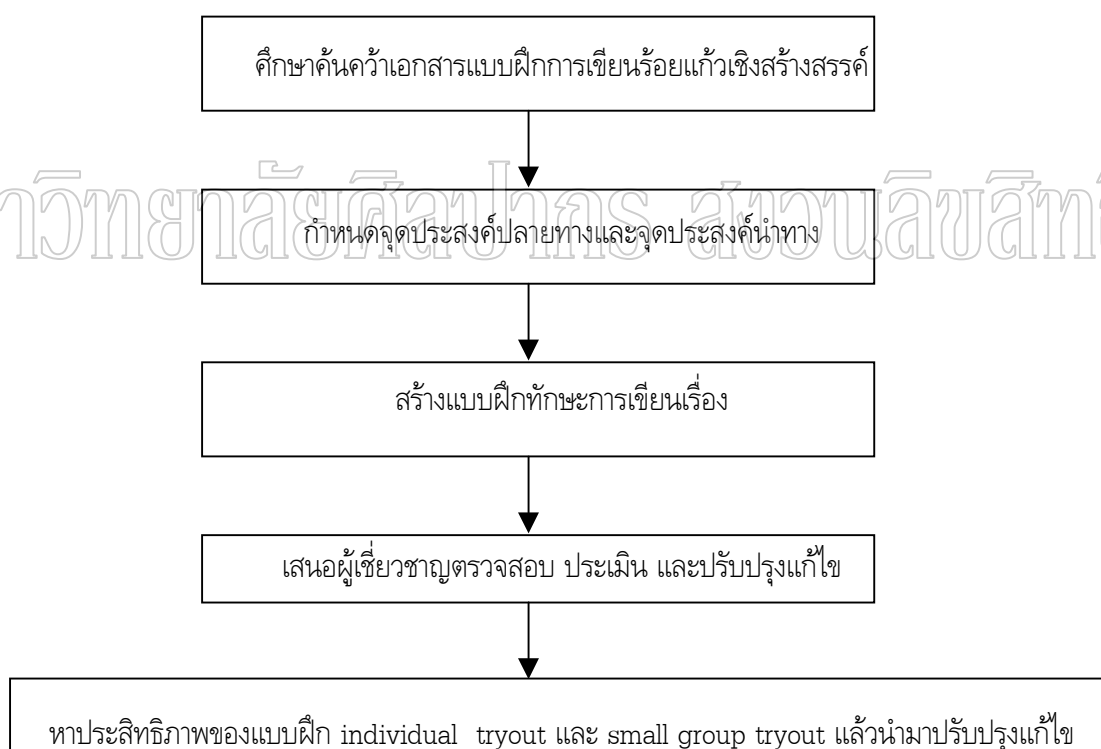 ศึกษาค้นคว้าเอกสารแบบฝึกการเขียนร้อยแก้วเชิงสร้างสรรค์
าวิทยาลัยศิลปากร สงวนลิขสิทธิ
กำหนดจุดประสงค์ปลายทางและจุดประสงค์นำทาง
สร้างแบบฝึกทักษะการเขียนเรื่อง
เสนอผู้เชี่ยวชาญตรวจสอบ ประเมิน และปรับปรุงแก้ไข
หาประสิทธิภาพของแบบฝึก individual tryout และ small group tryout แล้วนำมาปรับปรุงแก้ไข